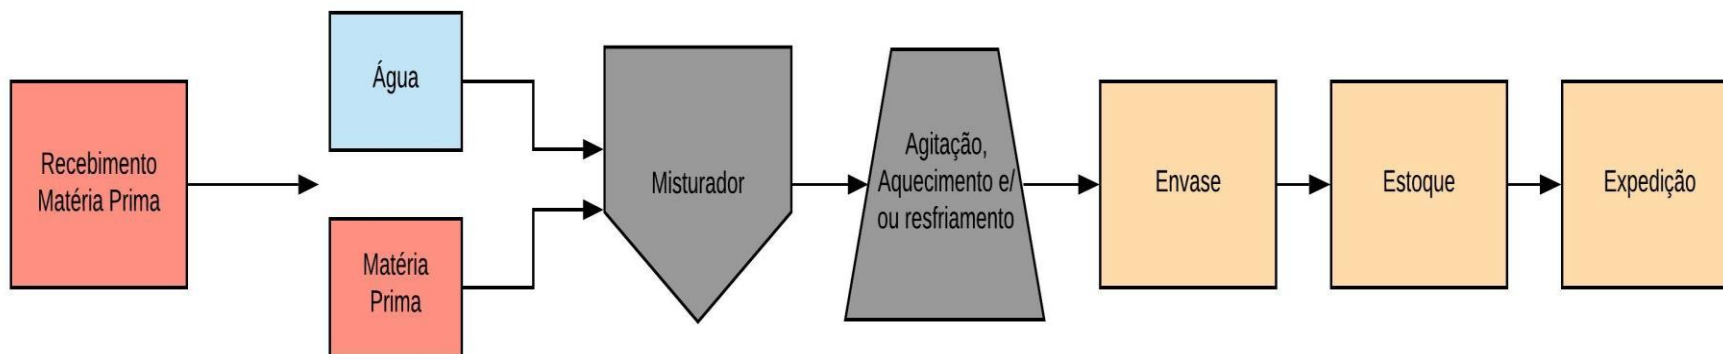 Recebimento
Matéria Prima
Água
Matéria
Prima
Misturador
Agitação,
Aquecimento e/
ou resfriamento
Envase
Estoque
Expedição